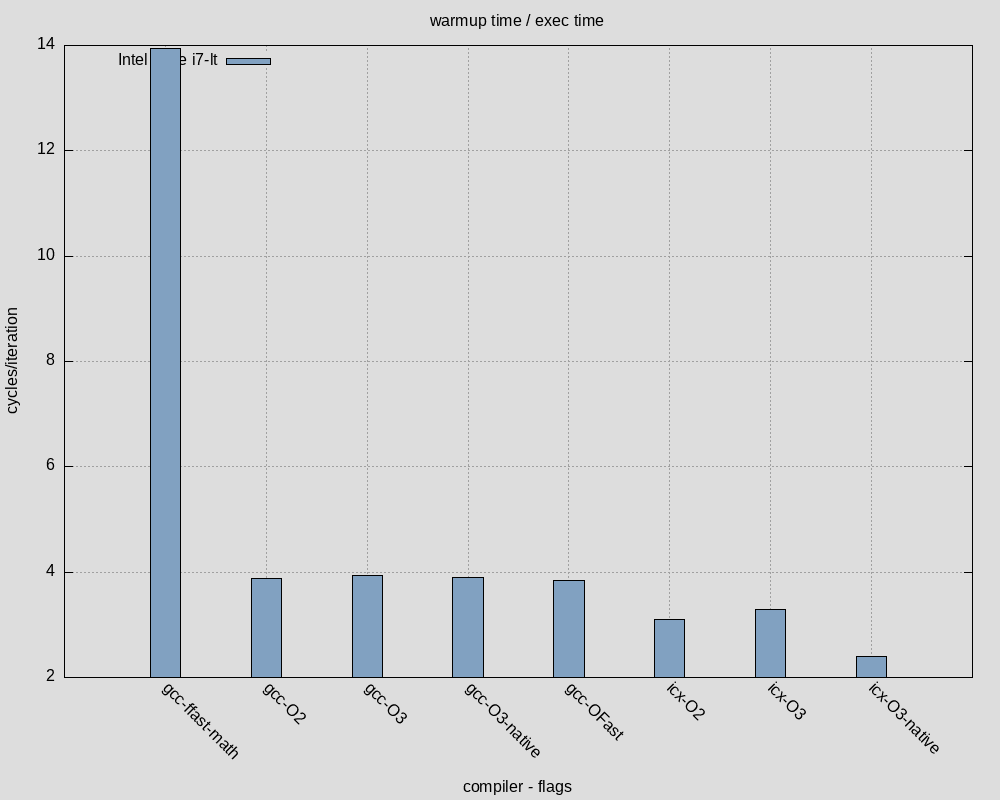 warmup time / exec time
14
Intel e i7-lt
12
10
8
6
4
2
cycles/iteration
gcc-ffast-math
gcc-O2
gcc-O3
gcc-O3-native
gcc-OFast
icx-O2
icx-O3
icx-O3-native
compiler - flags